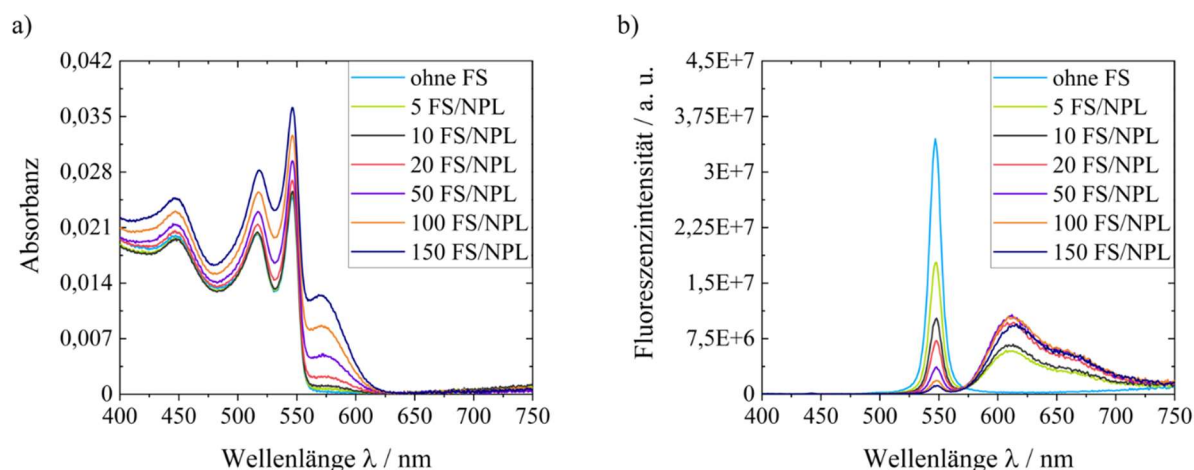 a)
Absorbanz
0,042
0,035
0,028
0,021
0,014
0,007
0
400 450 500 550 600 650 700 750
Wellenlänge λ / nm
ohne FS
5 FS/NPL
10 FS/NPL
20 FS/NPL
50 FS/NPL
100 FS/NPL
150 FS/NPL
b)
Fluoreszenzintensität / a. u.
4,5E+7
3,75E+7
3E+7
2,25E+7
1,5E+7
7,5E+6
0
400 450 500 550 600 650 700 750
Wellenlänge λ / nm
ohne FS
5 FS/NPL
10 FS/NPL
20 FS/NPL
50 FS/NPL
100 FS/NPL
150 FS/NPL